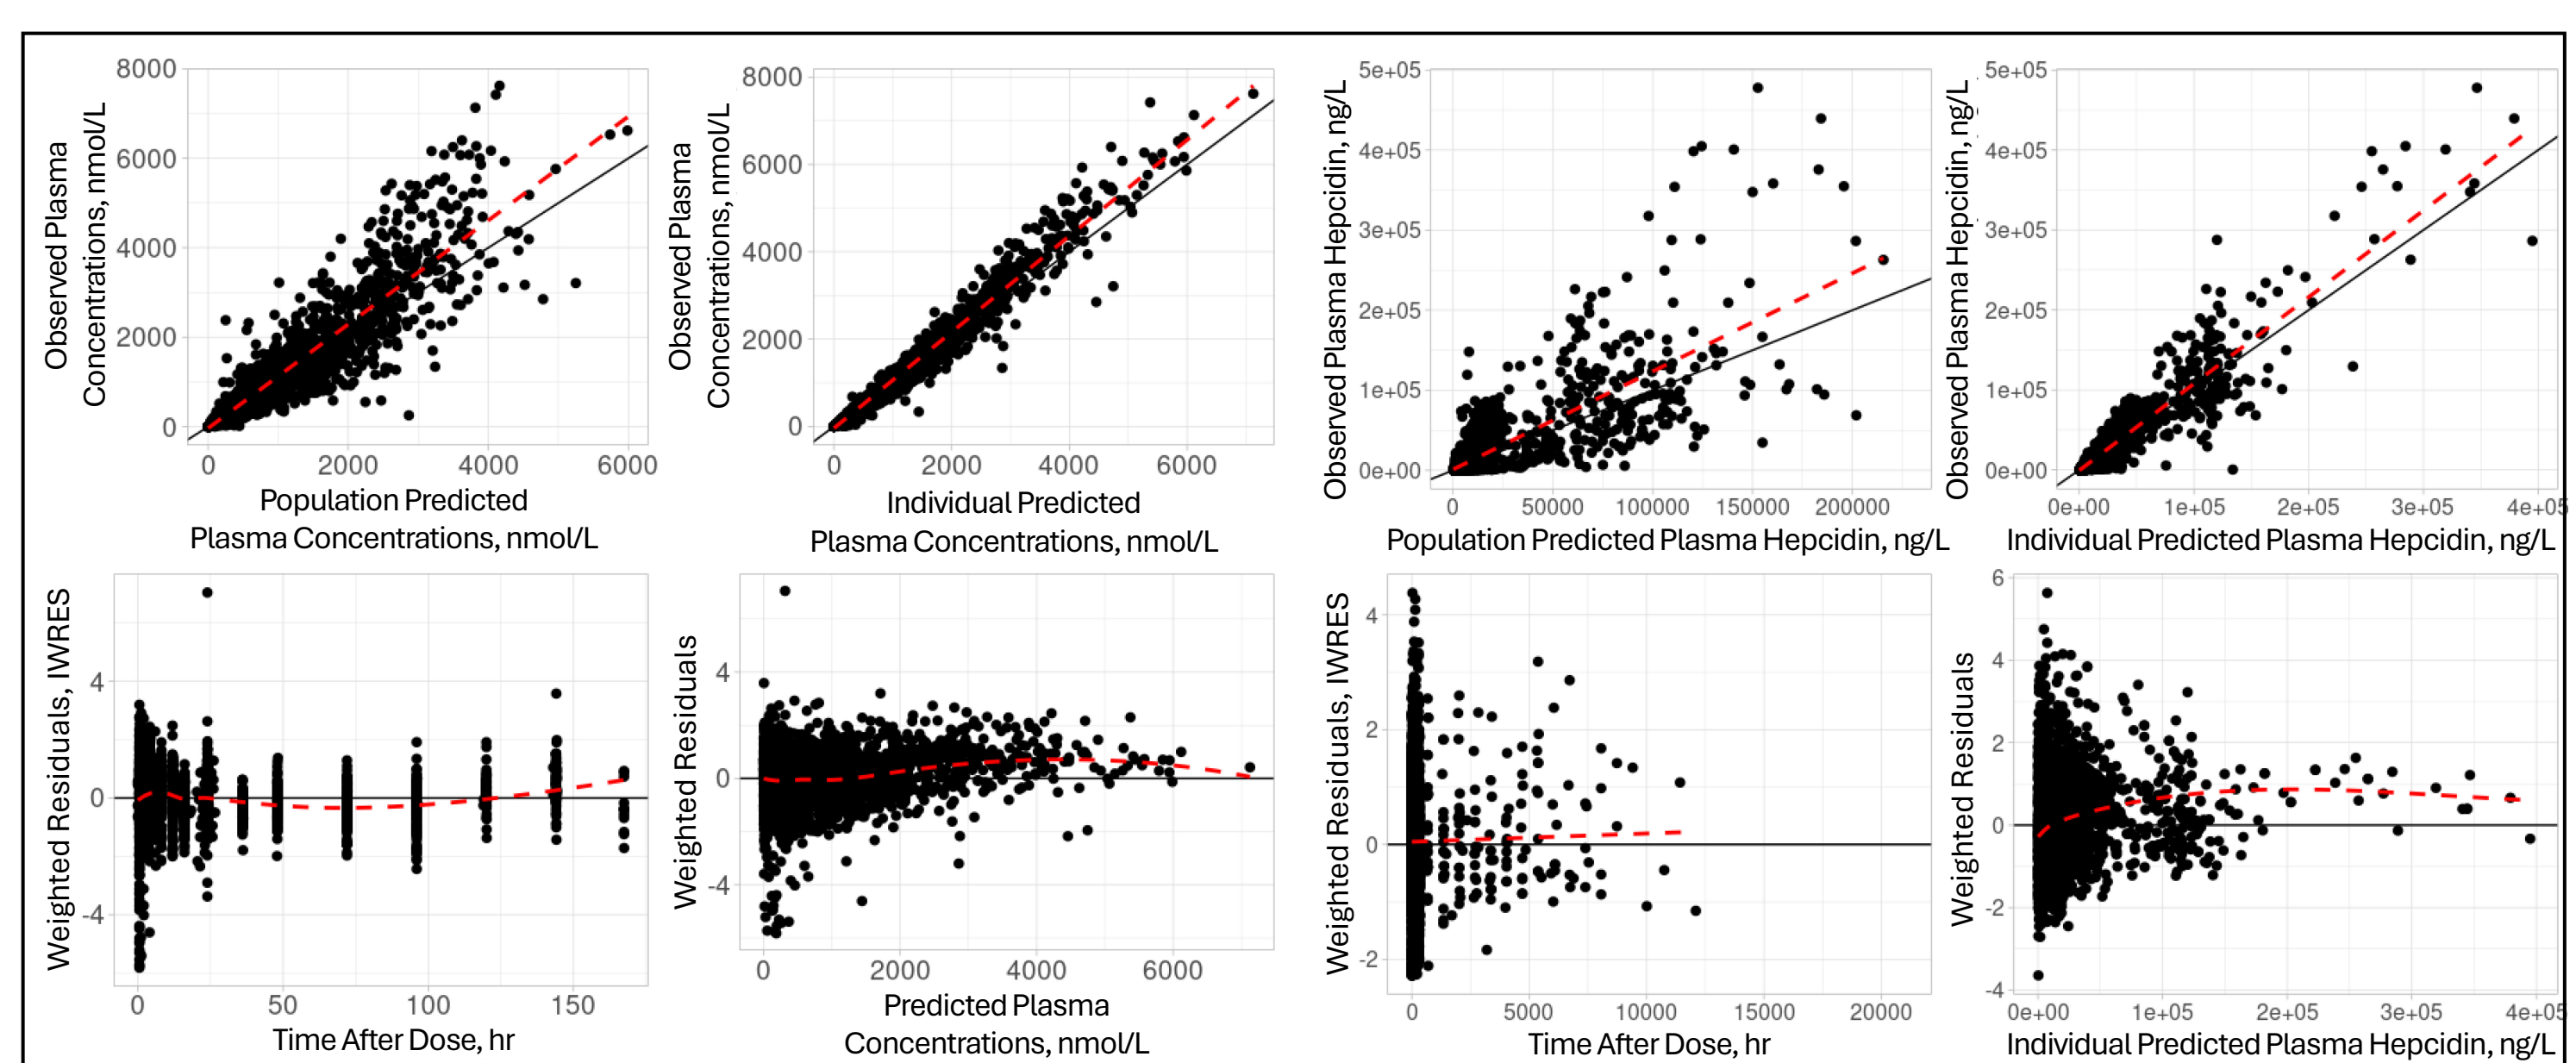 Observed Plasma
Concentrations, nmol/L
8000
6000
4000
2000
0
0 2000 4000 6000
Population Predicted
Plasma Concentrations, nmol/L
Observed Plasma
Concentrations, nmol/L
8000
6000
4000
2000
0
0 2000 4000 6000
Individual Predicted
Plasma Concentrations, nmol/L
Observed Plasma Hepcidin, ng/L
5e+05
4e+05
3e+05
2e+05
1e+05
0e+00
0 50000 100000 150000 200000
Population Predicted Plasma Hepcidin, ng/L
Observed Plasma Hepcidin, ng/L
5e+05
4e+05
3e+05
2e+05
1e+05
0e+00
0e+00 1e+05 2e+05 3e+05 4e+05
Individual Predicted Plasma Hepcidin, ng/L
Weighted Residuals, IWRES
4
0
-4
0 50 100 150
Time After Dose, hr
Weighted Residuals
4
0
-4
0 2000 4000 6000
Predicted Plasma
Concentrations, nmol/L
Weighted Residuals, IWRES
4
2
0
-2
0 5000 10000 15000 20000
Time After Dose, hr
Weighted Residuals
6
4
2
0
-2
-4
0e+00 1e+05 2e+05 3e+05 4e+05
Individual Predicted Plasma Hepcidin, ng/L